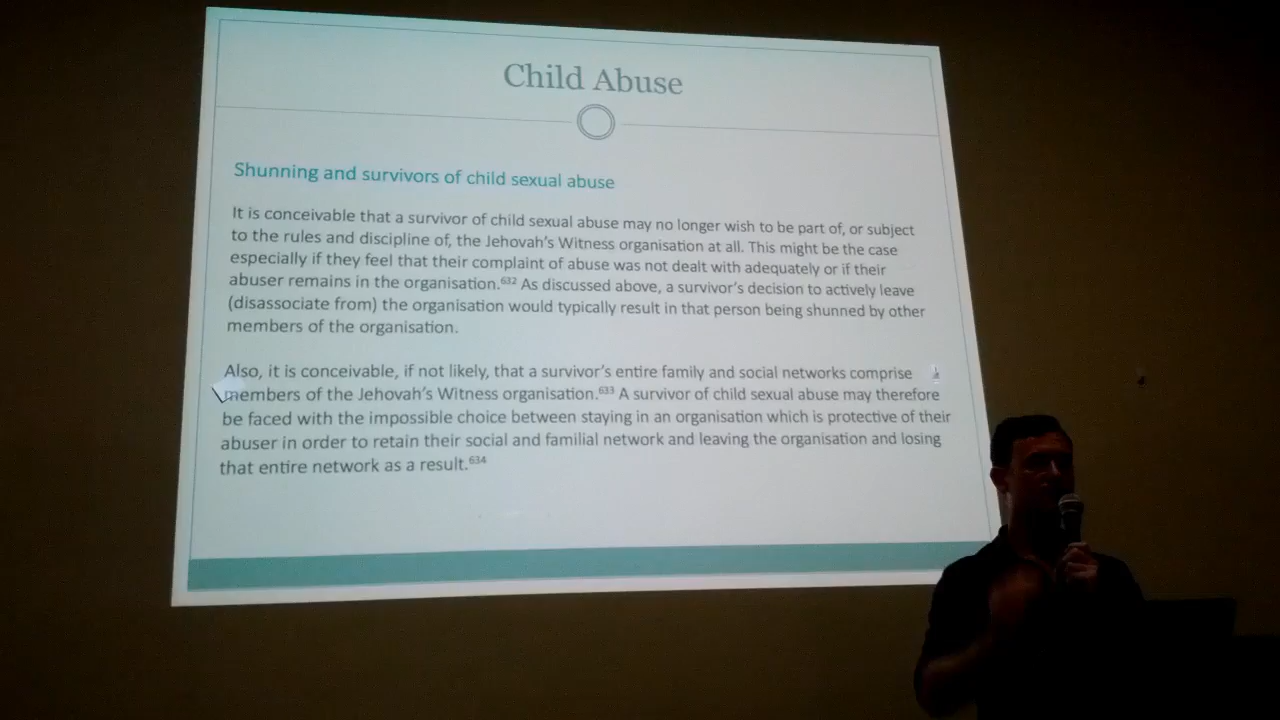 Child Abuse
Shunning and survivors of child sexual abuse
It is conceivable that a survivor of child sexual abuse may no longer wish to be part of, or subject
to the rules and discipline of, the Jehovah's Witness organisation at all. This might be the case
especially if they feel that their complaint of abuse was not dealt with adequately or if their
abuser remains in the organisation.632 As discussed above, a survivor's decision to actively leave
(disassociate from) the organisation would typically result in that person being shunned by other
members of the organisation.
Also, it is conceivable, if not likely, that a survivor's entire family and social networks comprise
members of the Jehovah's Witness organisation.633 A survivor of child sexual abuse may therefore
be faced with the impossible choice between staying in an organisation which is protective of their
abuser in order to retain their social and familial network and leaving the organisation and losing
that entire network as a result.634